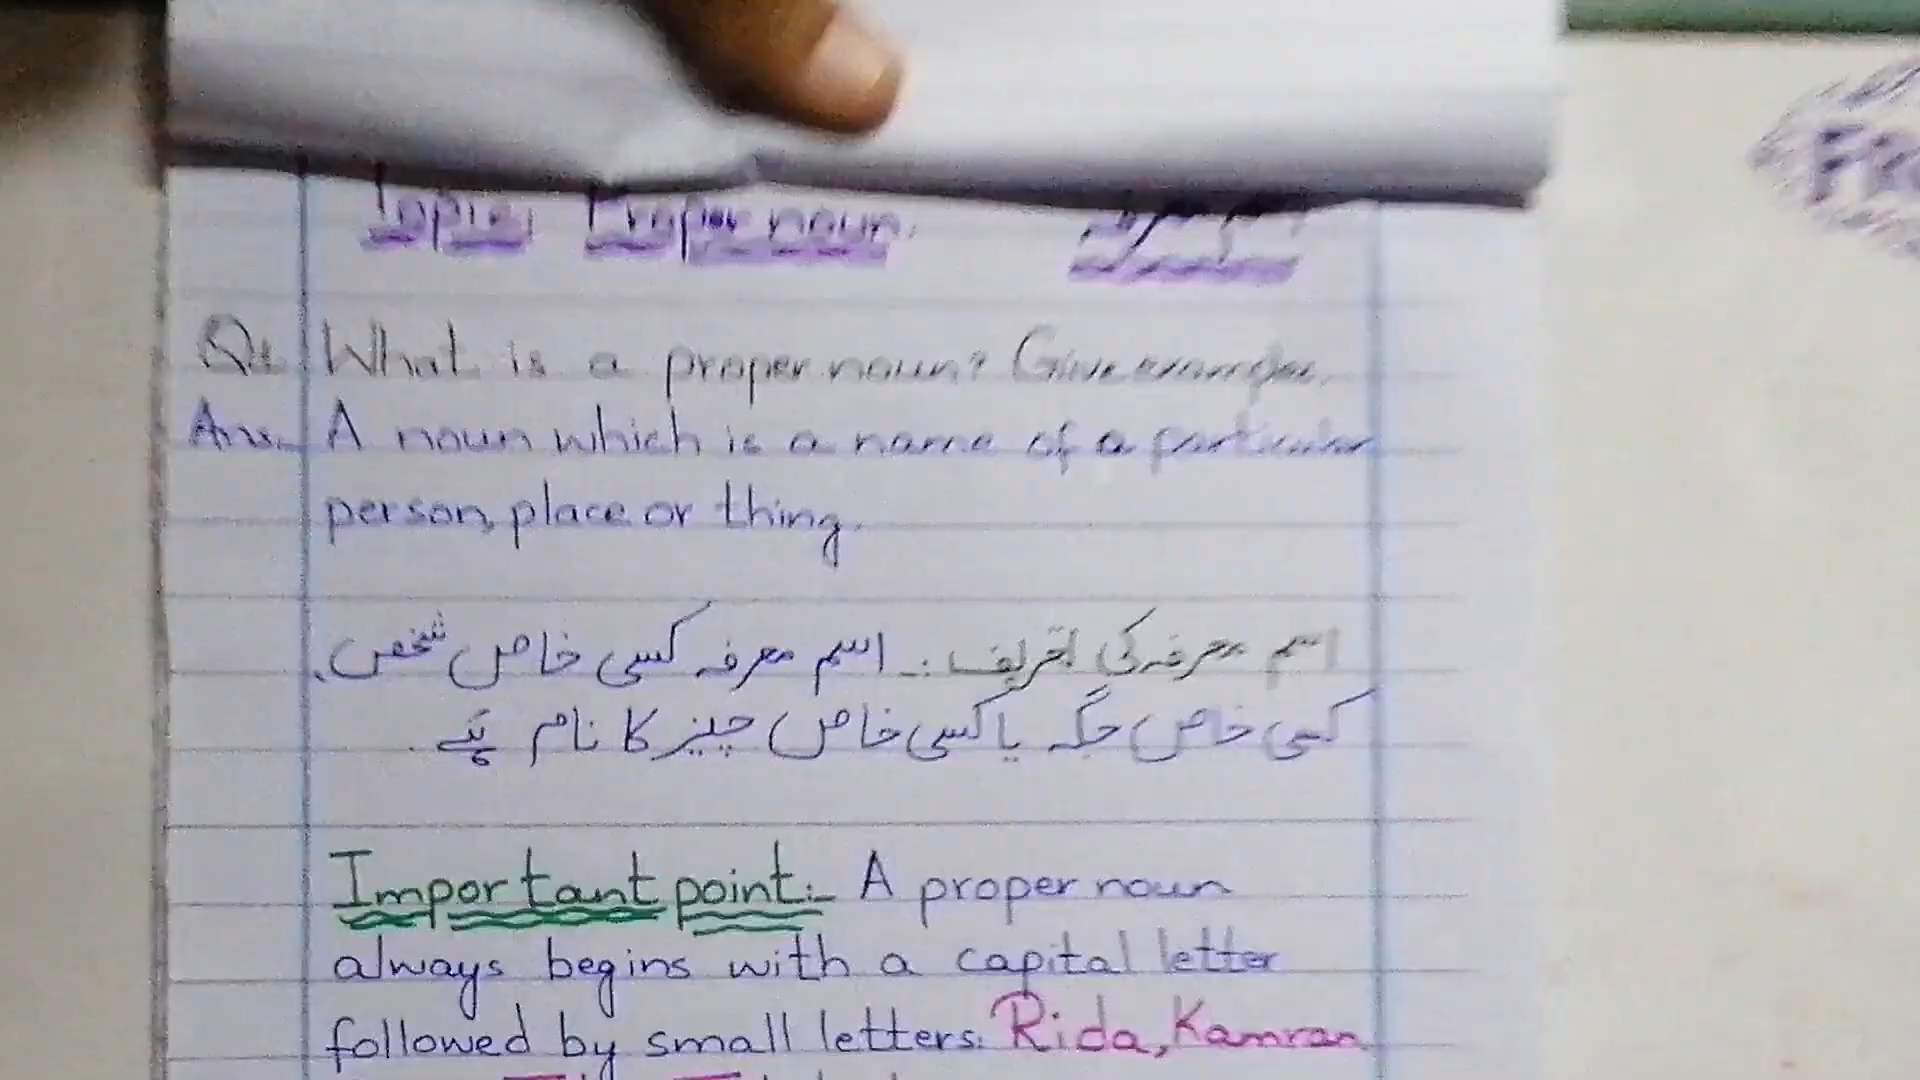 Topic: Proper noun.
Q1. What is a proper noun? Give examples.
Ans. A noun which is a name of a particular
person, place or thing.
اسم معرفہ کی تعریف :۔ اسم معرفہ کسی خاص شخص،
کسی خاص جگہ یا کسی خاص چیز کا نام ہے۔
Important point:- A proper noun
always begins with a capital letter
followed by small letters. Rida, Kamran